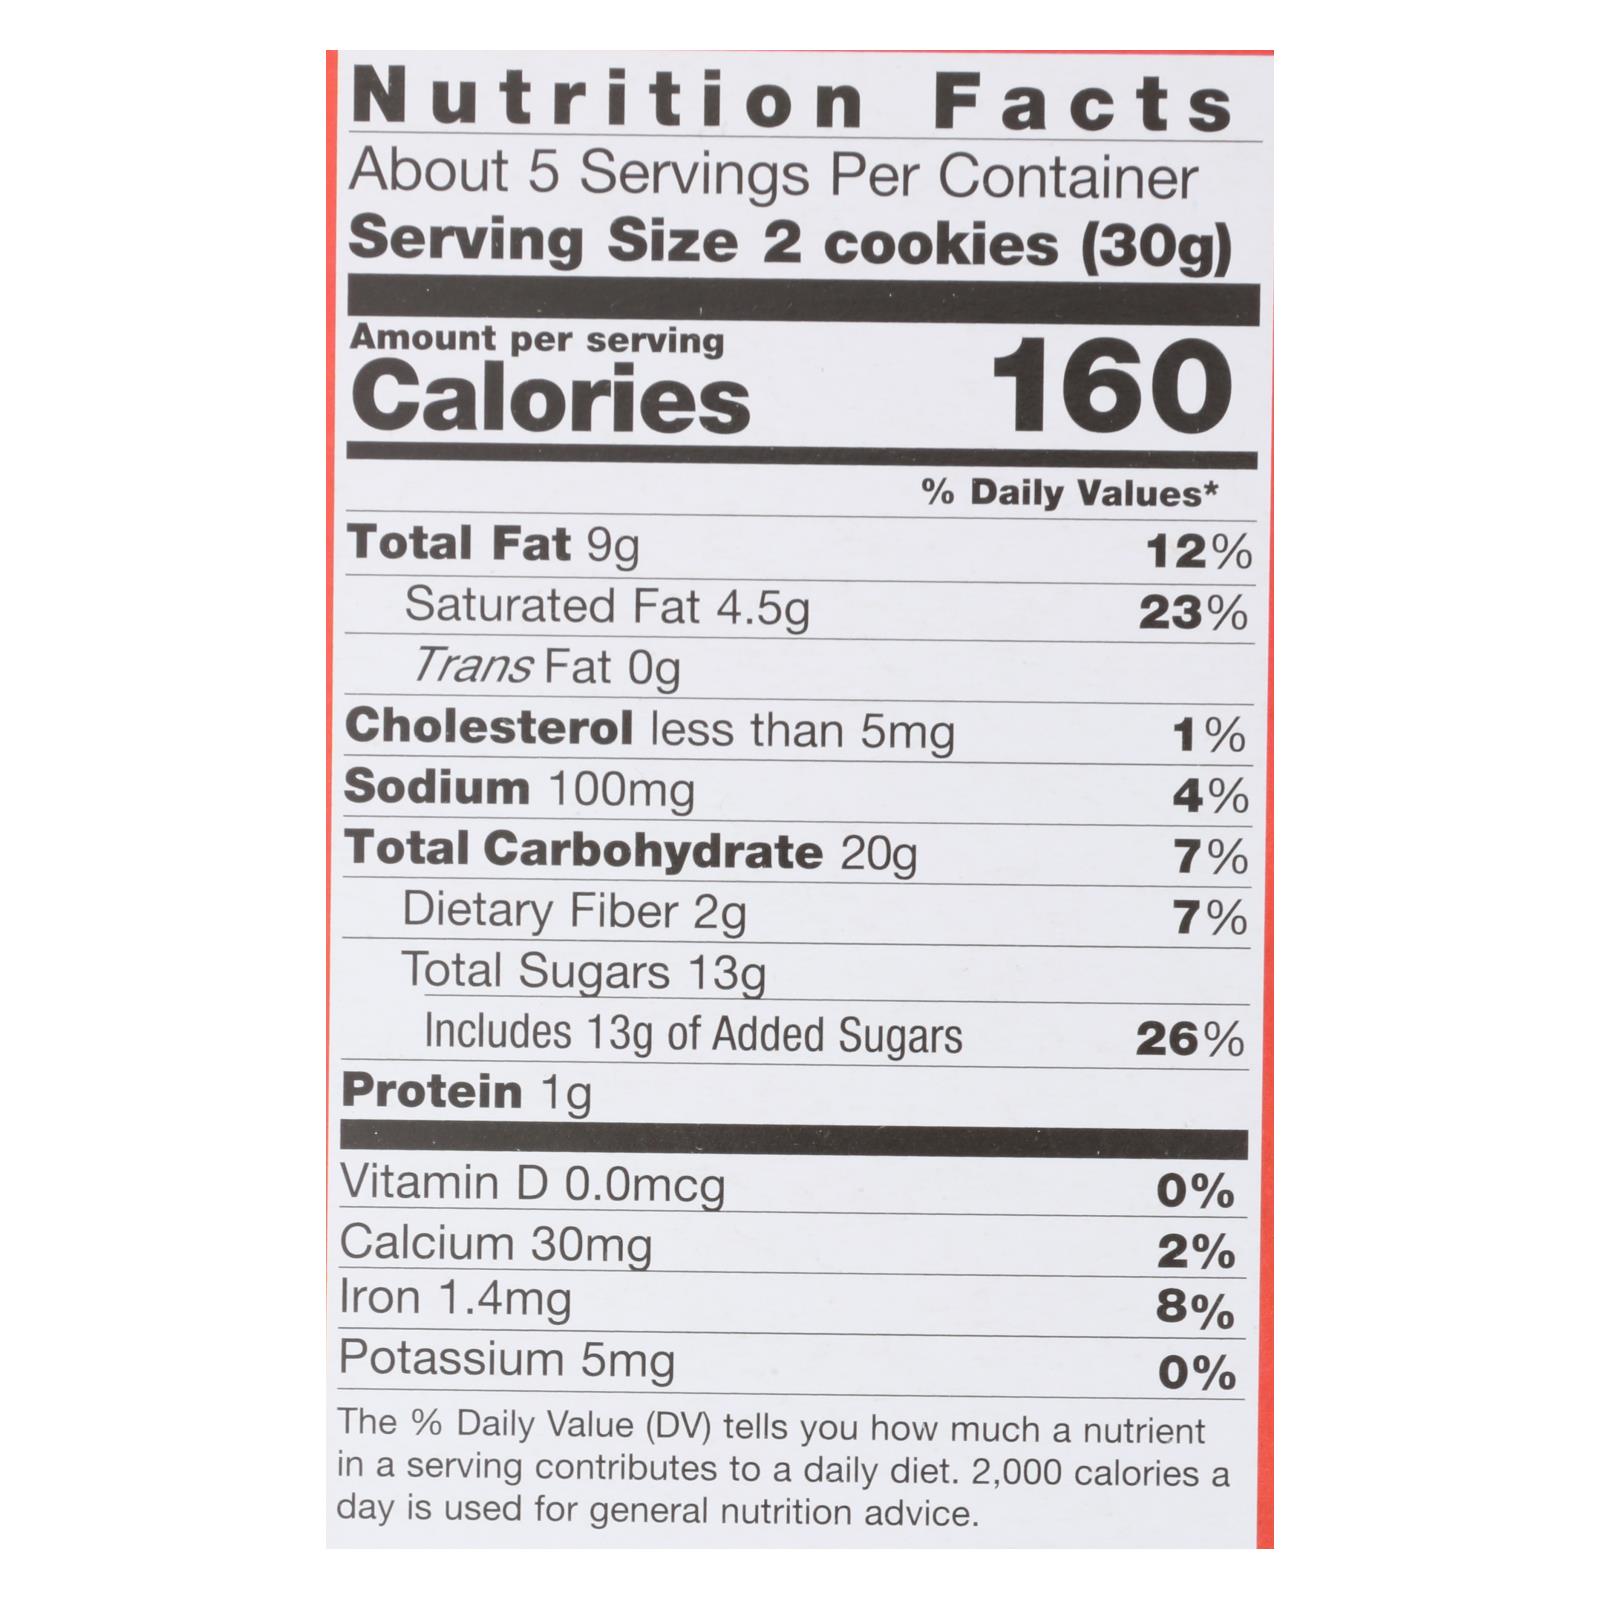 Nutrition Facts
About 5 Servings Per Container
Serving Size 2 cookies (30g)
Amount per serving
Calories 160
% Daily Values*
Total Fat 9g 12%
Saturated Fat 4.5g 23%
Trans Fat 0g
Cholesterol less than 5mg 1%
Sodium 100mg 4%
Total Carbohydrate 20g 7%
Dietary Fiber 2g 7%
Total Sugars 13g
Includes 13g of Added Sugars 26%
Protein 1g
Vitamin D 0.0mcg 0%
Calcium 30mg 2%
Iron 1.4mg 8%
Potassium 5mg 0%
The % Daily Value (DV) tells you how much a nutrient
in a serving contributes to a daily diet. 2,000 calories a
day is used for general nutrition advice.